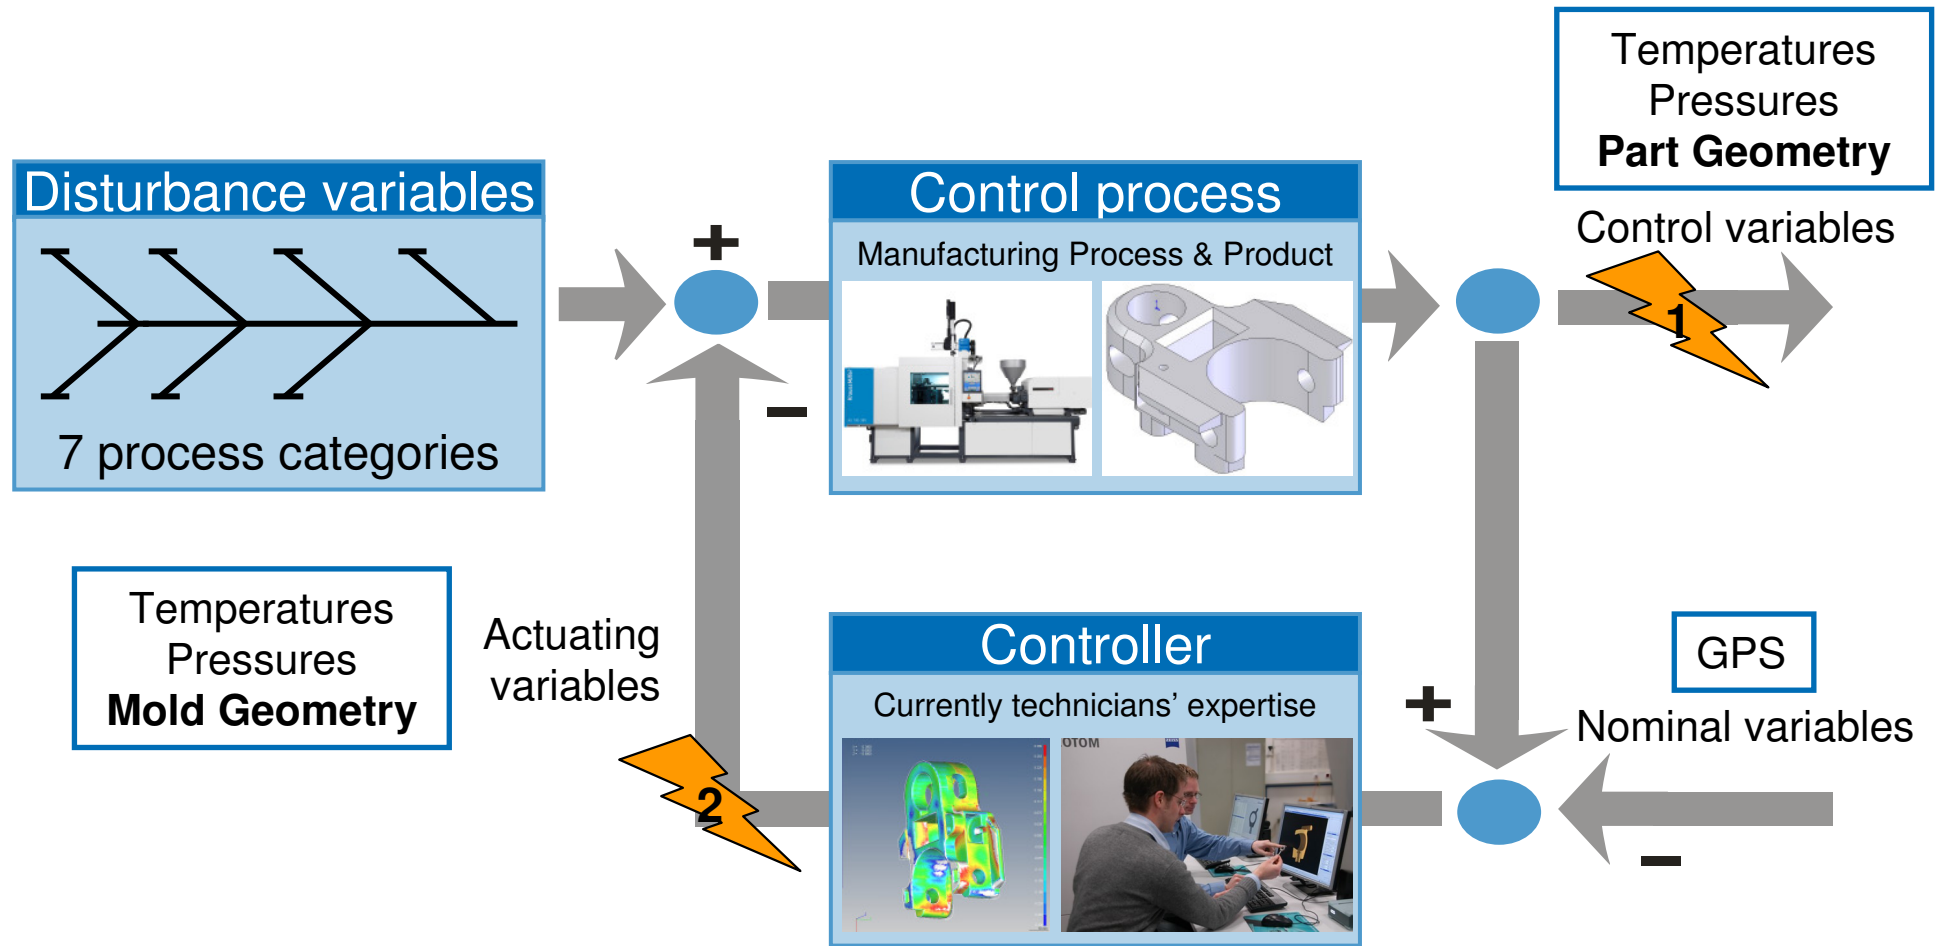 Temperatures
Pressures
Part Geometry
Disturbance variables
Control process
Control variables
+
Manufacturing Process & Product
1
–
7 process categories
Temperatures
Pressures
Mold Geometry
Actuating
variables
Controller
GPS
Currently technicians’ expertise
+
Nominal variables
OTOM
2
–